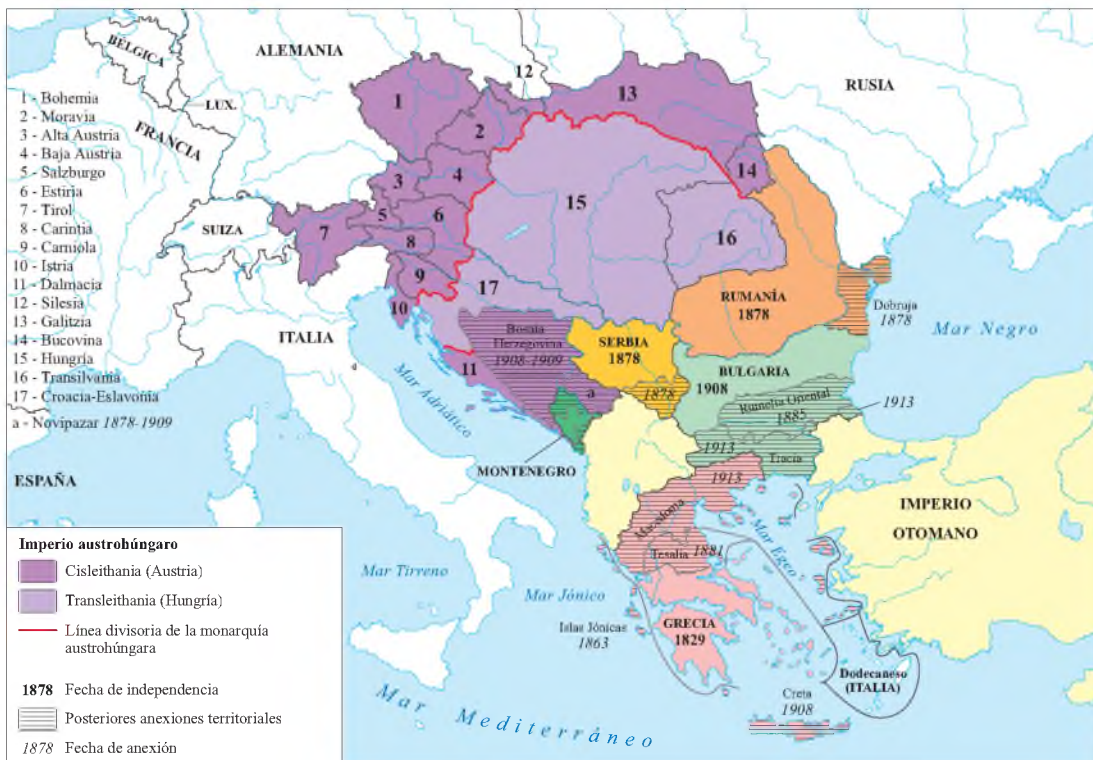 BÉLGICA
ALEMANIA
12
RUSIA
LUX.
FRANCIA
1 - Bohemia
2 - Moravia
3 - Alta Austria
4 - Baja Austria
5 - Salzburgo
6 - Estiria
7 - Tirol
8 - Carintia
9 - Carniola
10 - Istria
11 - Dalmacia
12 - Silesia
13 - Galitzia
14 - Bucovina
15 - Hungría
16 - Transilvania
17 - Croacia-Eslavonia
a - Novipazar 1878-1909
1
2
13
3
4
14
5
6
15
7
8
16
9
17
10
11
a
SUIZA
ITALIA
ESPAÑA
RUMANÍA
1878
Dobruja
1878
Mar Negro
Bosnia
Herzegovina
1908-1909
SERBIA
1878
1878
BULGARIA
1908
Rumelia Oriental
1885
1913
1913
Tracia
Mar Adriático
MONTENEGRO
1913
Macedonia
Tesalia
1881
Mar Egeo
IMPERIO
OTOMANO
Mar Tirreno
Mar Jónico
Islas Jónicas
1863
GRECIA
1829
Dodecaneso
(ITALIA)
Creta
1908
Mar Mediterráneo
Imperio austrohúngaro
Cisleithania (Austria)
Transleithania (Hungría)
Línea divisoria de la monarquía
austrohúngara
1878 Fecha de independencia
Posteriores anexiones territoriales
1878 Fecha de anexión